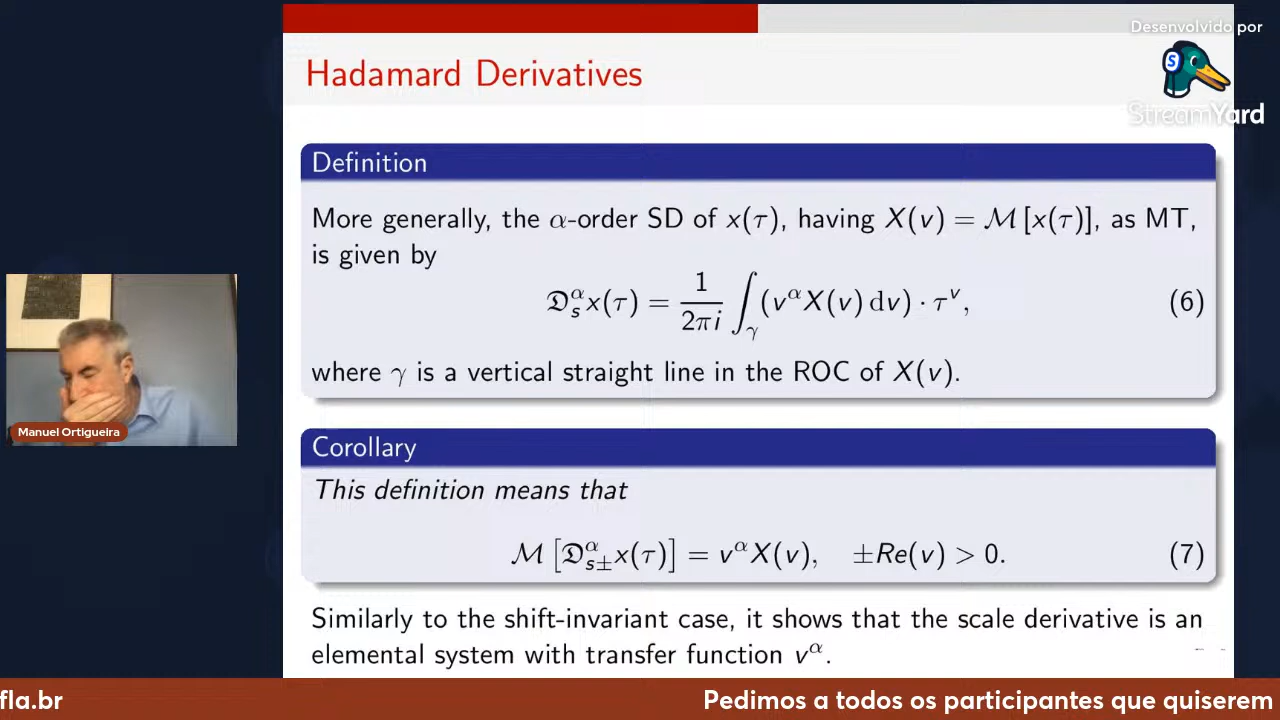 Desenvolvido por
S
StreamYard
Hadamard Derivatives
Definition
More generally, the α-order SD of x(τ), having X(v) = ℳ [x(τ)], as MT,
is given by
𝔇ₛᵅx(τ) = 1/(2πi) ∫_γ (v^α X(v) dv) · τ^v, (6)
where γ is a vertical straight line in the ROC of X(v).
Corollary
This definition means that
ℳ [𝔇^α_{s±} x(τ)] = v^α X(v), ±Re(v) > 0. (7)
Similarly to the shift-invariant case, it shows that the scale derivative is an
elemental system with transfer function v^α.
Manuel Ortigueira
fla.br
Pedimos a todos os participantes que quiserem